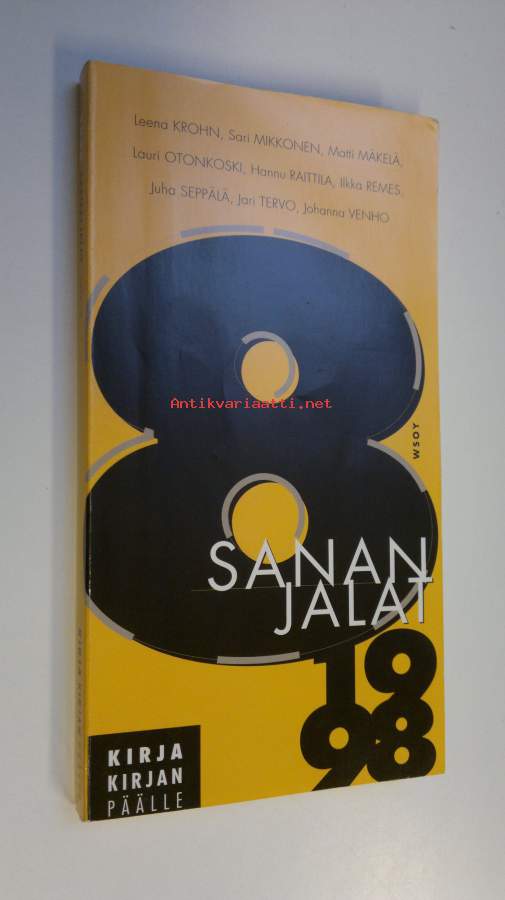 Leena KROHN, Sari MIKKONEN, Matti MÄKELÄ,
Lauri OTONKOSKI, Hannu RAITTILA, Ilkka REMES,
Juha SEPPÄLÄ, Jari TERVO, Johanna VENHO
8
Antikvariaatti.net
WSOY
SANAN
JALAT
19
98
KIRJA
KIRJAN
PÄÄLLE